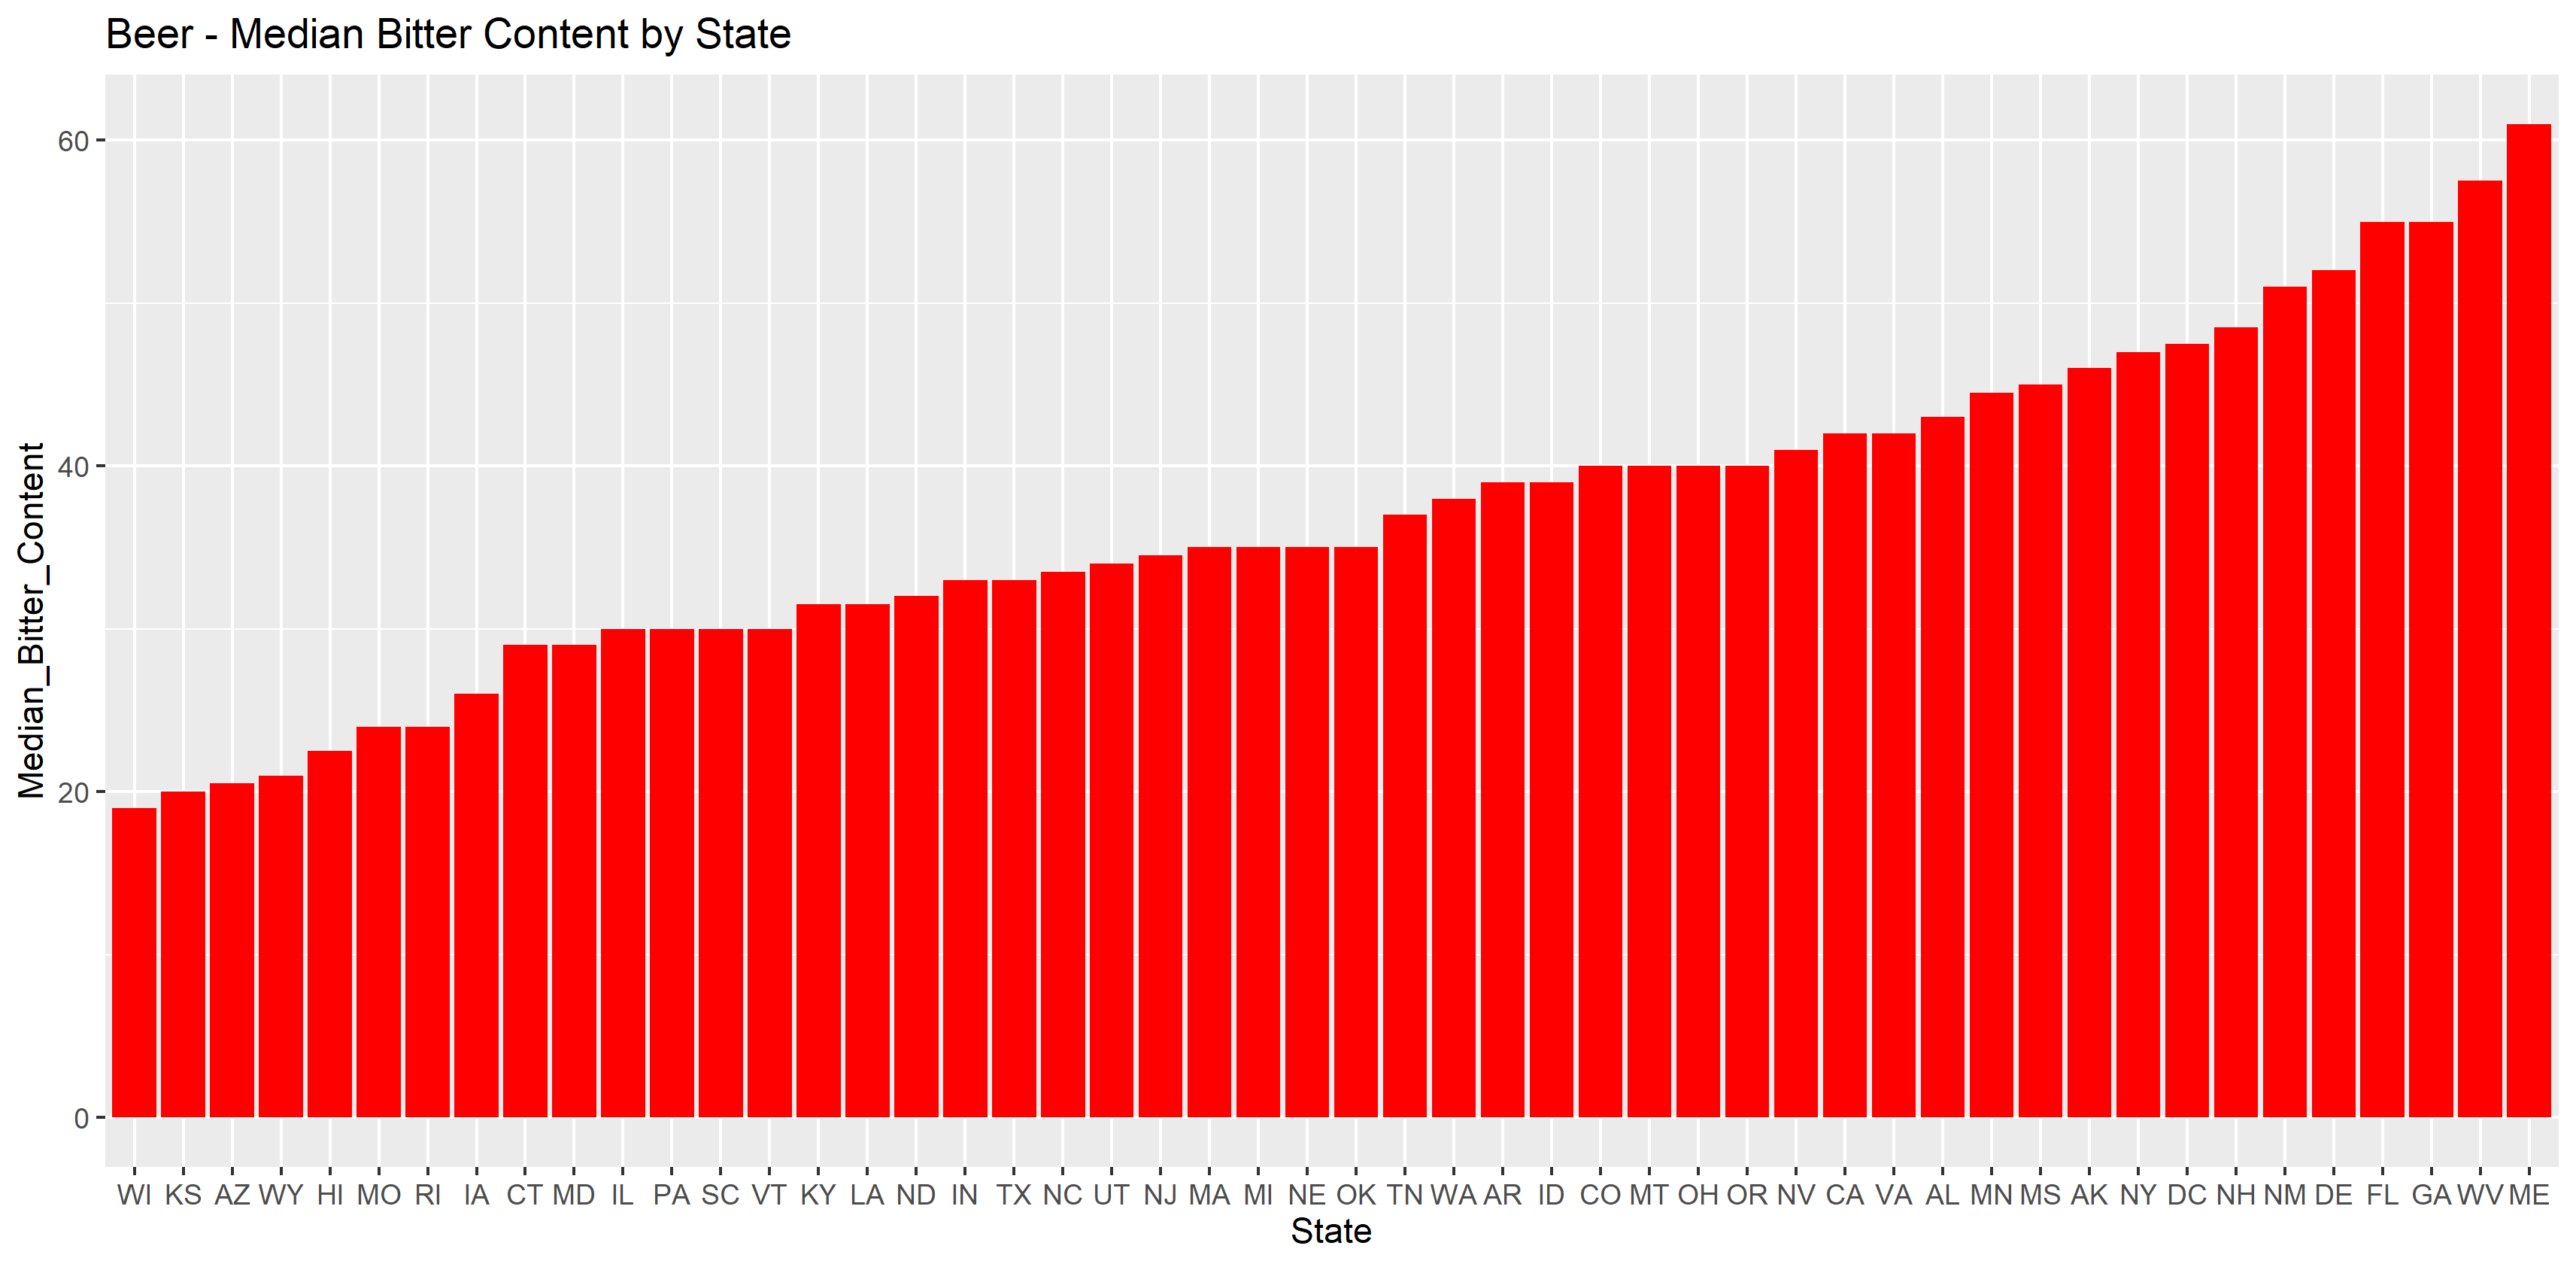 Beer - Median Bitter Content by State
Median_Bitter_Content
60
40
20
0
WI KS AZ WY HI MO RI IA CT MD IL PA SC VT KY LA ND IN TX NC UT NJ MA MI NE OK TN WA AR ID CO MT OH OR NV CA VA AL MN MS AK NY DC NH NM DE FL GA WV ME
State